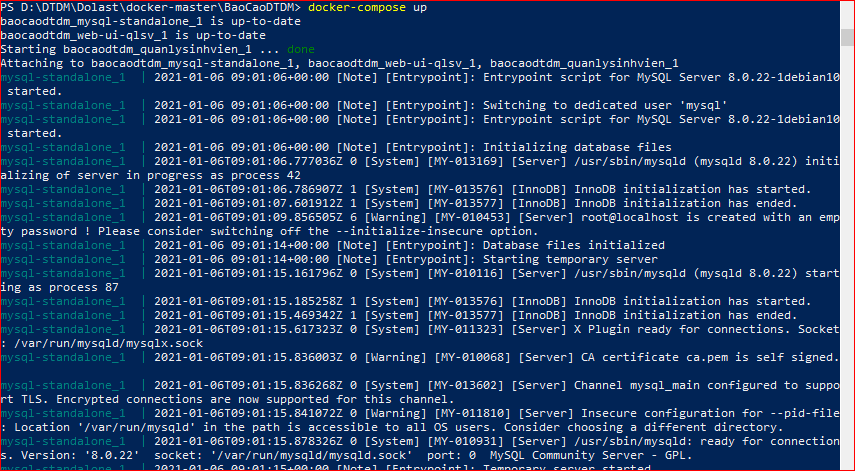 PS D:\DTDM\Dolast\docker-master\BaoCaoDTDM> docker-compose up
baocaodtdm_mysql-standalone_1 is up-to-date
baocaodtdm_web-ui-qlsv_1 is up-to-date
Starting baocaodtdm_quanlysinhvien_1 ... done
Attaching to baocaodtdm_mysql-standalone_1, baocaodtdm_web-ui-qlsv_1, baocaodtdm_quanlysinhvien_1
mysql-standalone_1  | 2021-01-06 09:01:06+00:00 [Note] [Entrypoint]: Entrypoint script for MySQL Server 8.0.22-1debian10
 started.
mysql-standalone_1  | 2021-01-06 09:01:06+00:00 [Note] [Entrypoint]: Switching to dedicated user 'mysql'
mysql-standalone_1  | 2021-01-06 09:01:06+00:00 [Note] [Entrypoint]: Entrypoint script for MySQL Server 8.0.22-1debian10
 started.
mysql-standalone_1  | 2021-01-06 09:01:06+00:00 [Note] [Entrypoint]: Initializing database files
mysql-standalone_1  | 2021-01-06T09:01:06.777036Z 0 [System] [MY-013169] [Server] /usr/sbin/mysqld (mysqld 8.0.22) initi
alizing of server in progress as process 42
mysql-standalone_1  | 2021-01-06T09:01:06.786907Z 1 [System] [MY-013576] [InnoDB] InnoDB initialization has started.
mysql-standalone_1  | 2021-01-06T09:01:07.601912Z 1 [System] [MY-013577] [InnoDB] InnoDB initialization has ended.
mysql-standalone_1  | 2021-01-06T09:01:09.856505Z 6 [Warning] [MY-010453] [Server] root@localhost is created with an emp
ty password ! Please consider switching off the --initialize-insecure option.
mysql-standalone_1  | 2021-01-06 09:01:14+00:00 [Note] [Entrypoint]: Database files initialized
mysql-standalone_1  | 2021-01-06 09:01:14+00:00 [Note] [Entrypoint]: Starting temporary server
mysql-standalone_1  | 2021-01-06T09:01:15.161796Z 0 [System] [MY-010116] [Server] /usr/sbin/mysqld (mysqld 8.0.22) start
ing as process 87
mysql-standalone_1  | 2021-01-06T09:01:15.185258Z 1 [System] [MY-013576] [InnoDB] InnoDB initialization has started.
mysql-standalone_1  | 2021-01-06T09:01:15.469342Z 1 [System] [MY-013577] [InnoDB] InnoDB initialization has ended.
mysql-standalone_1  | 2021-01-06T09:01:15.617323Z 0 [System] [MY-011323] [Server] X Plugin ready for connections. Socket
: /var/run/mysqld/mysqlx.sock
mysql-standalone_1  | 2021-01-06T09:01:15.836003Z 0 [Warning] [MY-010068] [Server] CA certificate ca.pem is self signed.
mysql-standalone_1  | 2021-01-06T09:01:15.836268Z 0 [System] [MY-013602] [Server] Channel mysql_main configured to suppo
rt TLS. Encrypted connections are now supported for this channel.
mysql-standalone_1  | 2021-01-06T09:01:15.841072Z 0 [Warning] [MY-011810] [Server] Insecure configuration for --pid-file
: Location '/var/run/mysqld' in the path is accessible to all OS users. Consider choosing a different directory.
mysql-standalone_1  | 2021-01-06T09:01:15.878326Z 0 [System] [MY-010931] [Server] /usr/sbin/mysqld: ready for connection
s. Version: '8.0.22'  socket: '/var/run/mysqld/mysqld.sock'  port: 0  MySQL Community Server - GPL.
mysql-standalone_1  | 2021-01-06 09:01:15+00:00 [Note] [Entrypoint]: Temporary server started.